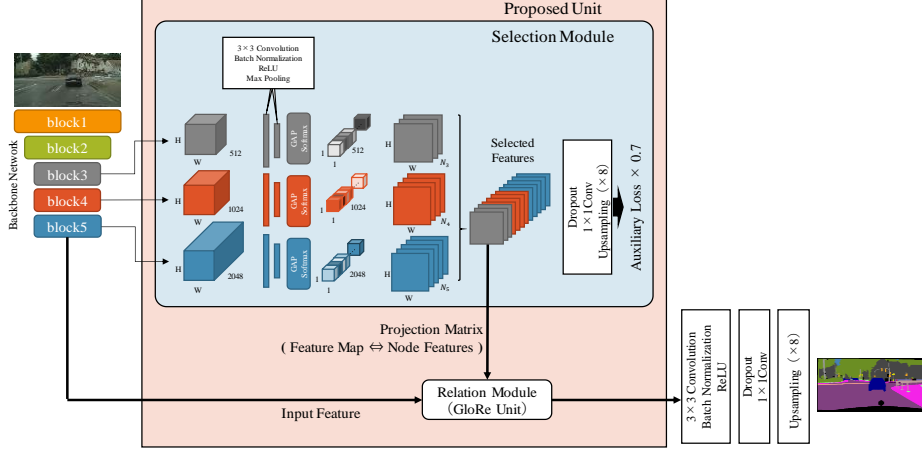 Proposed Unit
Selection Module
3×3 Convolution
Batch Normalization
ReLU
Max Pooling
Backbone Network
block1
block2
block3
block4
block5
H
W
512
GAP
Softmax
1
1
512
H
W
N3
H
W
1024
GAP
Softmax
1
1
1024
H
W
N4
H
W
2048
GAP
Softmax
1
1
2048
H
W
N5
Selected
Features
Dropout
1×1Conv
Upsampling (×8)
Auxiliary Loss × 0.7
Projection Matrix
( Feature Map ⇔ Node Features )
Input Feature
Relation Module
(GloRe Unit)
3×3 Convolution
Batch Normalization
ReLU
Dropout
1×1Conv
Upsampling (×8)